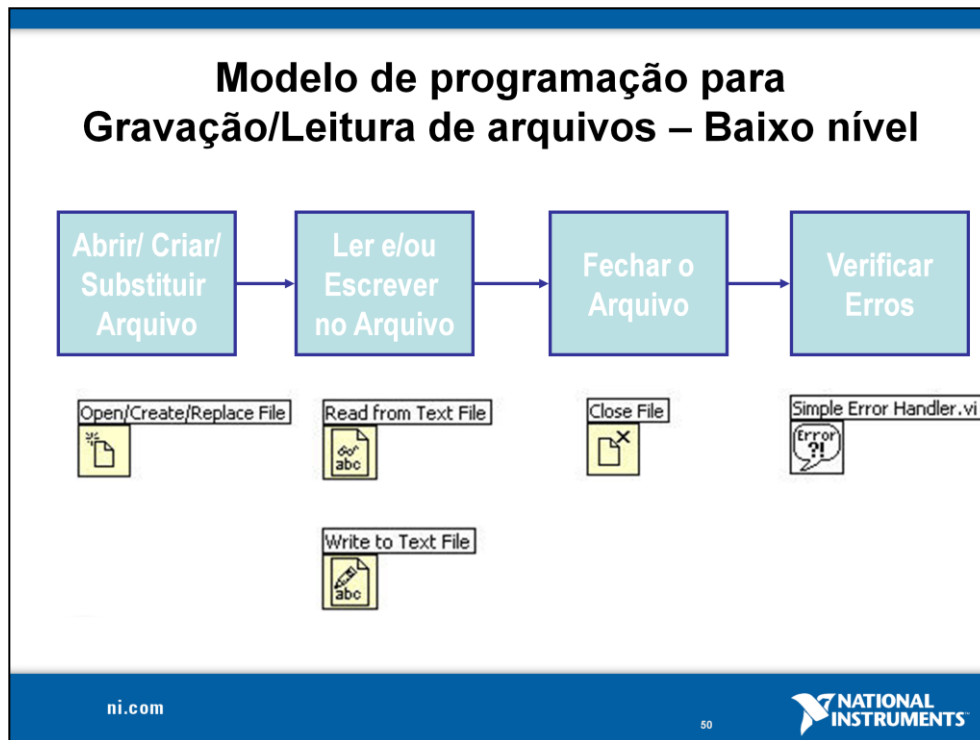 Modelo de programação para
Gravação/Leitura de arquivos – Baixo nível
Abrir/ Criar/
Substituir
Arquivo
Ler e/ou
Escrever
no Arquivo
Fechar o
Arquivo
Verificar
Erros
Open/Create/Replace File
Read from Text File
abc
Close File
Simple Error Handler.vi
Error
?!
Write to Text File
abc
ni.com
50
NATIONAL
INSTRUMENTS™